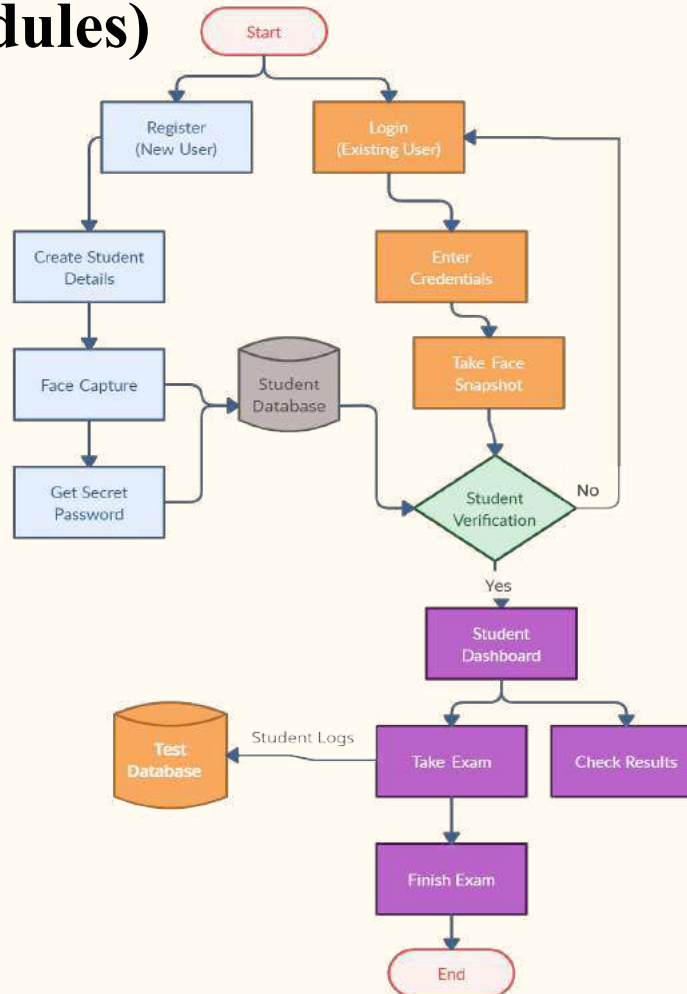 dules)
Start
Register
(New User)
Login
(Existing User)
Create Student
Details
Enter
Credentials
Face Capture
Student
Database
Take Face
Snapshot
Get Secret
Password
Student
Verification
No
Yes
Student
Dashboard
Test
Database
Student Logs
Take Exam
Check Results
Finish Exam
End